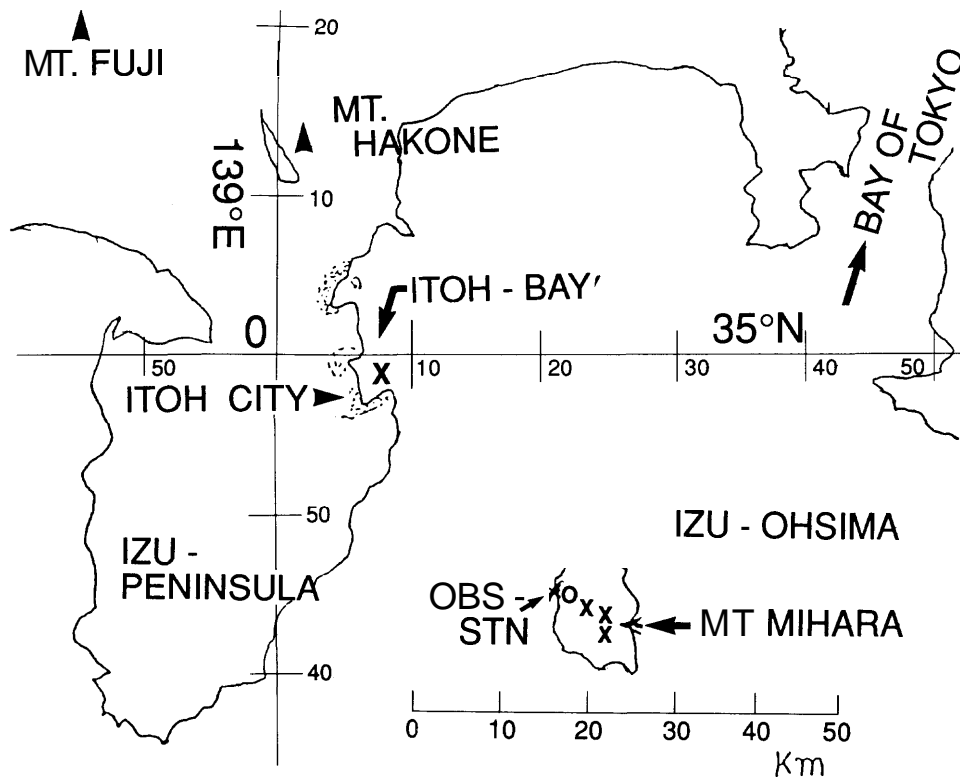 20
MT. FUJI
MT.
HAKONE
139°E
10
BAY OF
TOKYO
ITOH - BAY
0
35°N
50
10
20
30
40
50
ITOH CITY
50
IZU - OHSIMA
IZU -
PENINSULA
OBS -
STN
MT MIHARA
40
0
10
20
30
40
50
Km